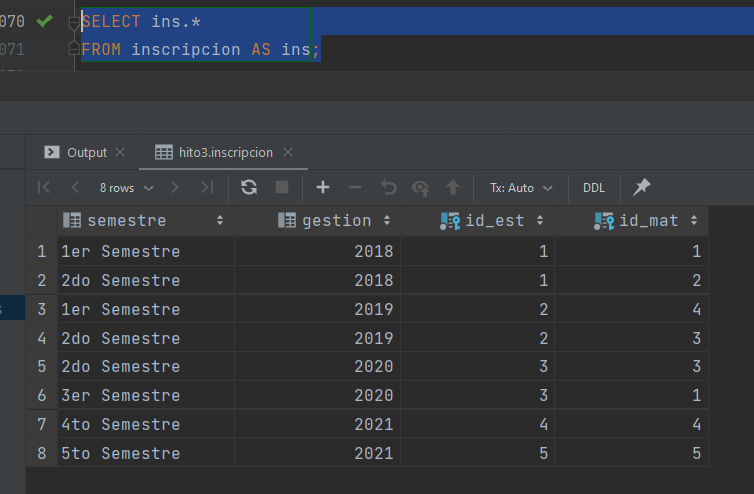 070 SELECT ins.*
071 FROM inscripcion AS ins;
Output hito3.inscripcion
8 rows Tx: Auto DDL
semestre gestion id_est id_mat
1 1er Semestre 2018 1 1
2 2do Semestre 2018 1 2
3 1er Semestre 2019 2 4
4 2do Semestre 2019 2 3
5 2do Semestre 2020 3 3
6 3er Semestre 2020 3 1
7 4to Semestre 2021 4 4
8 5to Semestre 2021 5 5